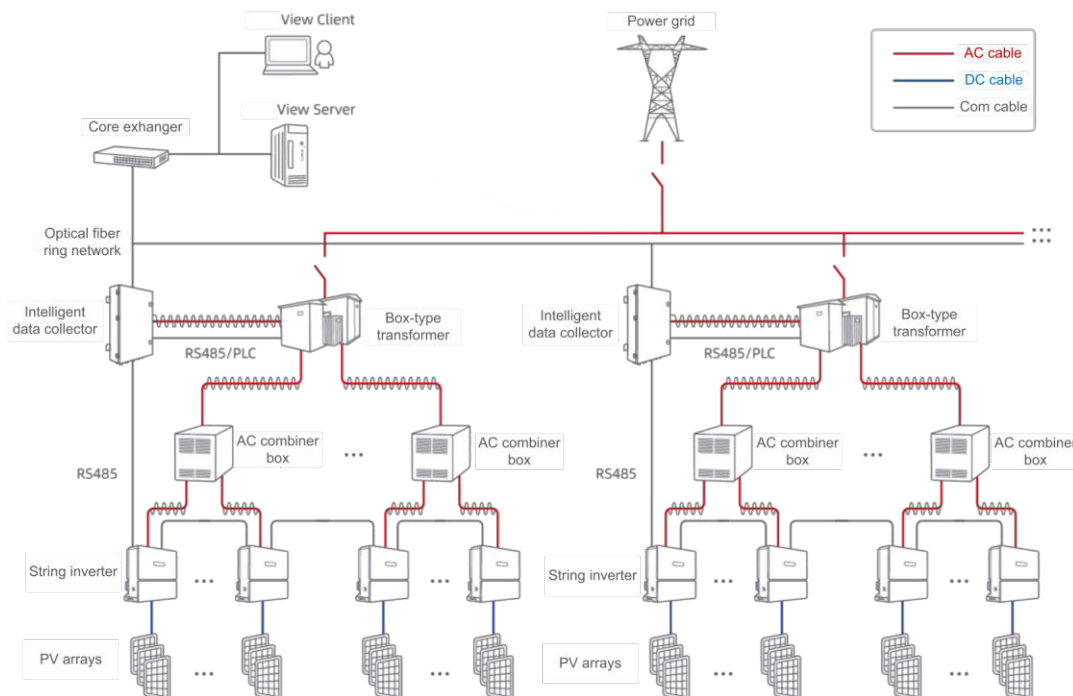 View Client
Power grid
AC cable
DC cable
Com cable
View Server
Core exhanger
Optical fiber
ring network
Intelligent
data collector
Box-type
transformer
RS485/PLC
Intelligent
data collector
Box-type
transformer
RS485/PLC
AC combiner
box
AC combiner
box
AC combiner
box
AC combiner
box
RS485
RS485
String inverter
String inverter
PV arrays
PV arrays